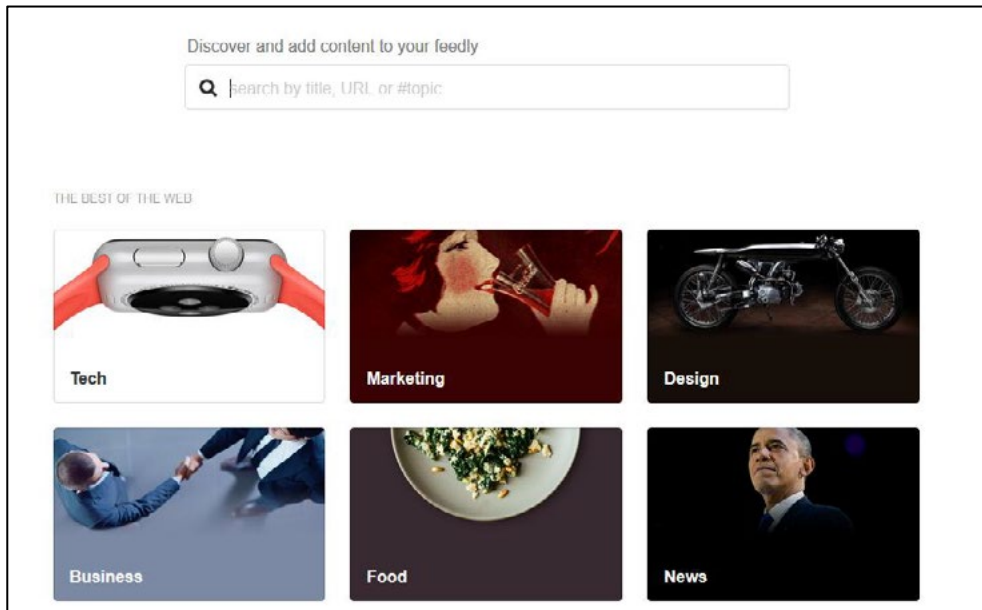 Discover and add content to your feedly
search by title, URL or #topic
THE BEST OF THE WEB
Tech
Marketing
Design
Business
Food
News